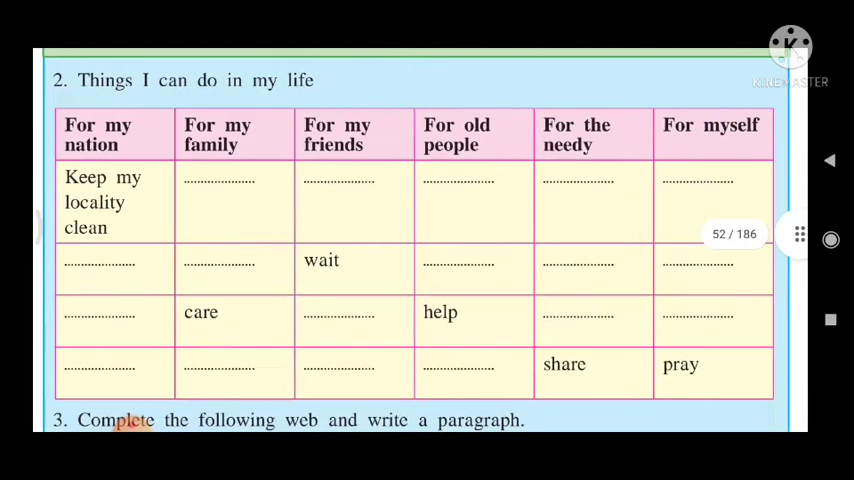 2. Things I can do in my life
For my nation
For my family
For my friends
For old people
For the needy
For myself
Keep my locality clean
....................
....................
....................
....................
....................
....................
....................
wait
....................
....................
....................
....................
care
....................
help
....................
....................
....................
....................
....................
....................
share
pray
3. Complete the following web and write a paragraph.
52 / 186
K
KINEMASTER